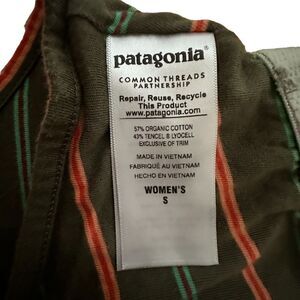 patagonia®
COMMON THREADS
PARTNERSHIP
Repair, Reuse, Recycle
This Product
www.patagonia.com
57% ORGANIC COTTON
43% TENCEL® LYOCELL
EXCLUSIVE OF TRIM
MADE IN VIETNAM
FABRIQUÉ AU VIETNAM
HECHO EN VIETNAM
WOMEN'S
S